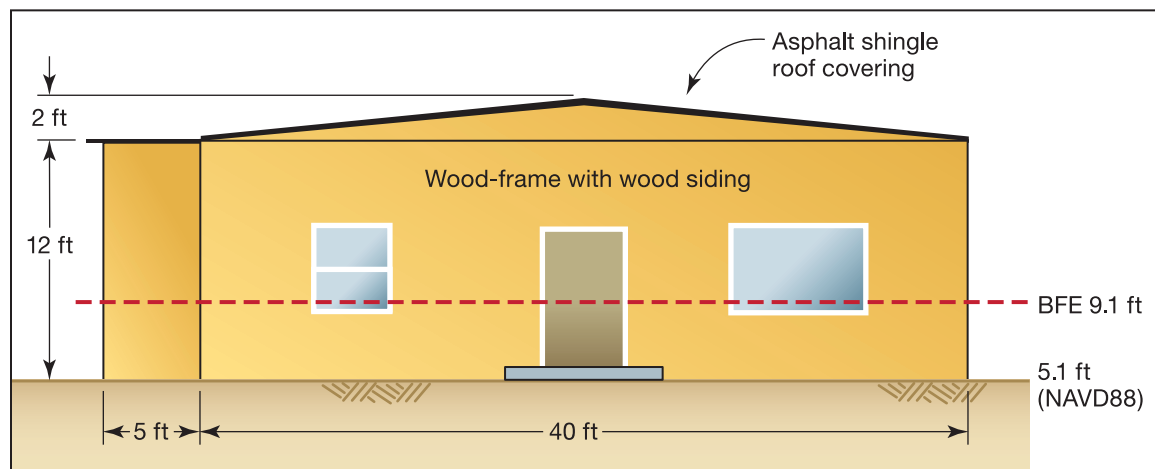 Asphalt shingle
roof covering
2 ft
Wood-frame with wood siding
12 ft
BFE 9.1 ft
5.1 ft
(NAVD88)
5 ft
40 ft